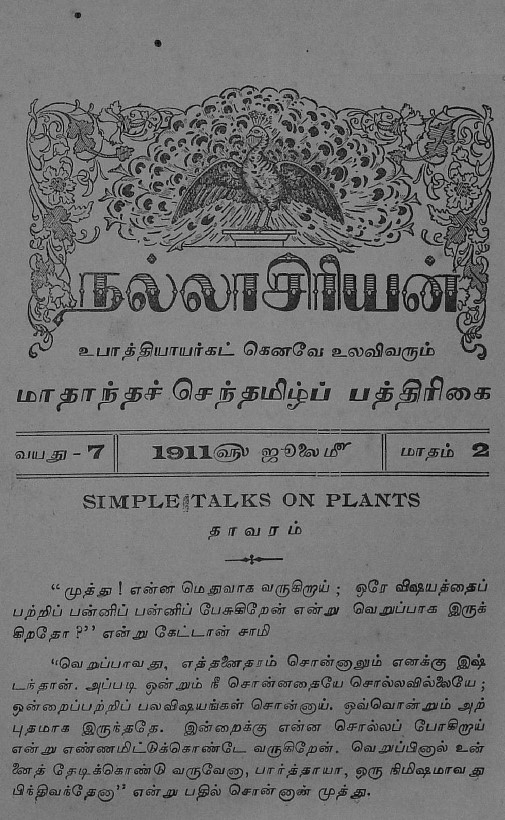 நல்லாசிரியன்
உபாத்தியாயர்கட் கெனவே உலவிவரும்
மாதாந்தச் செந்தமிழ்ப் பத்திரிகை
வயது - 7 1911௵ ஜூலை௴ மாதம் 2
SIMPLE TALKS ON PLANTS
தாவரம்
“முத்து ! என்ன மெதுவாக வருகிறாய் ; ஒரே விஷயத்தைப்
பற்றிப் பன்னிப் பன்னிப் பேசுகிறேன் என்று வெறுப்பாக இருக்
கிறதோ ?” என்று கேட்டான் சாமி
“வெறுப்பாவது, எத்தனைதரம் சொன்னாலும் எனக்கு இஷ்
டந்தான். அப்படி ஒன்றும் நீ சொன்னதையே சொல்லவில்லையே ;
ஒன்றைப்பற்றிப் பலவிஷயங்கள் சொன்னாய். ஒவ்வொன்றும் அற்
புதமாக இருந்ததே. இன்றைக்கு என்ன சொல்லப் போகிறாய்
என்று எண்ணமிட்டுக்கொண்டே வருகிறேன். வெறுப்பினால் உன்
னைத் தேடிக்கொண்டு வருவேனா, பார்த்தாயா, ஒரு நிமிஷமாவது
பிந்திவந்தேனா” என்று பதில் சொன்னான் முத்து.